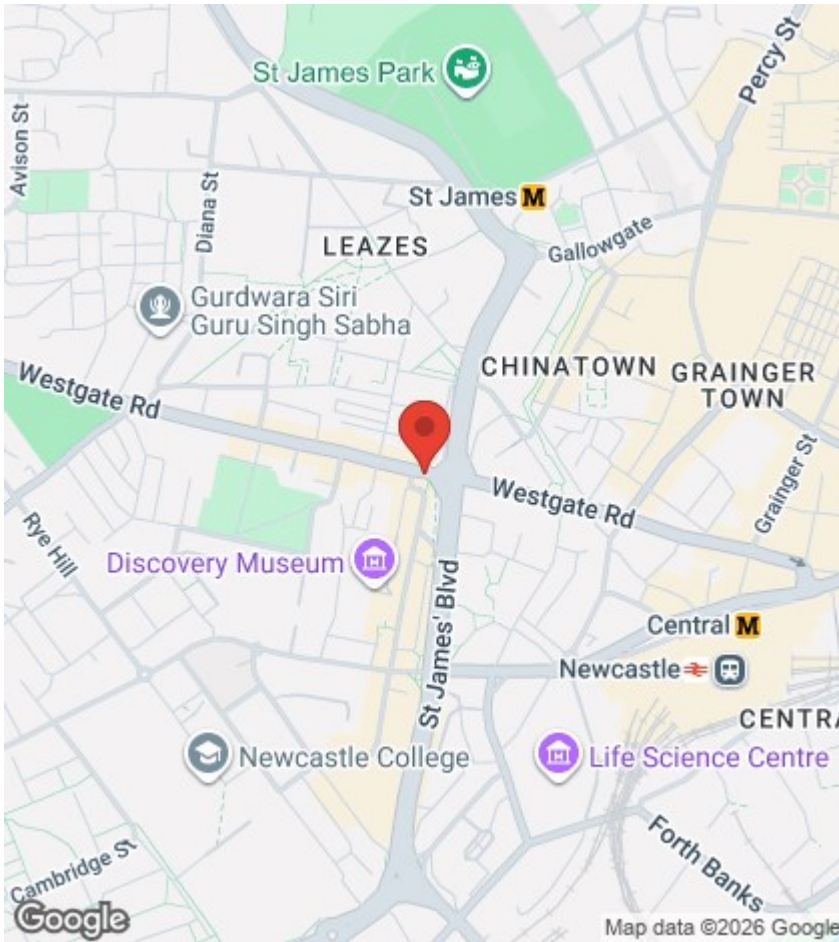 St James Park
Percy St
Avison St
Diana St
St James M
Gallowgate
LEAZES
Gurdwara Siri
Guru Singh Sabha
CHINATOWN
GRAINGER
TOWN
Westgate Rd
Grainger St
Westgate Rd
Rye Hill
Discovery Museum
St James' Blvd
Central M
Newcastle
CENTRA
Newcastle College
Life Science Centre
Forth Banks
Cambridge St
Google
Map data ©2026 Google